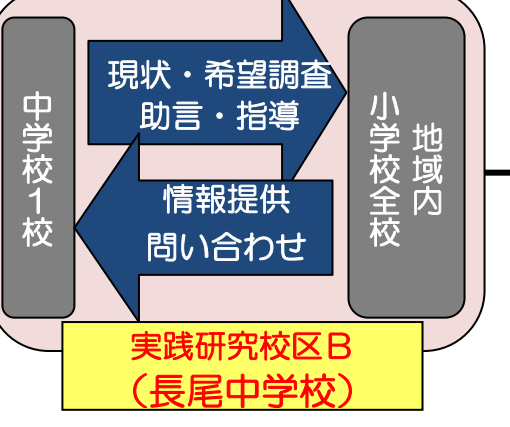 中学校１校
現状・希望調査
助言・指導
情報提供
問い合わせ
地域内
小学校全校
実践研究校区Ｂ
（長尾中学校）